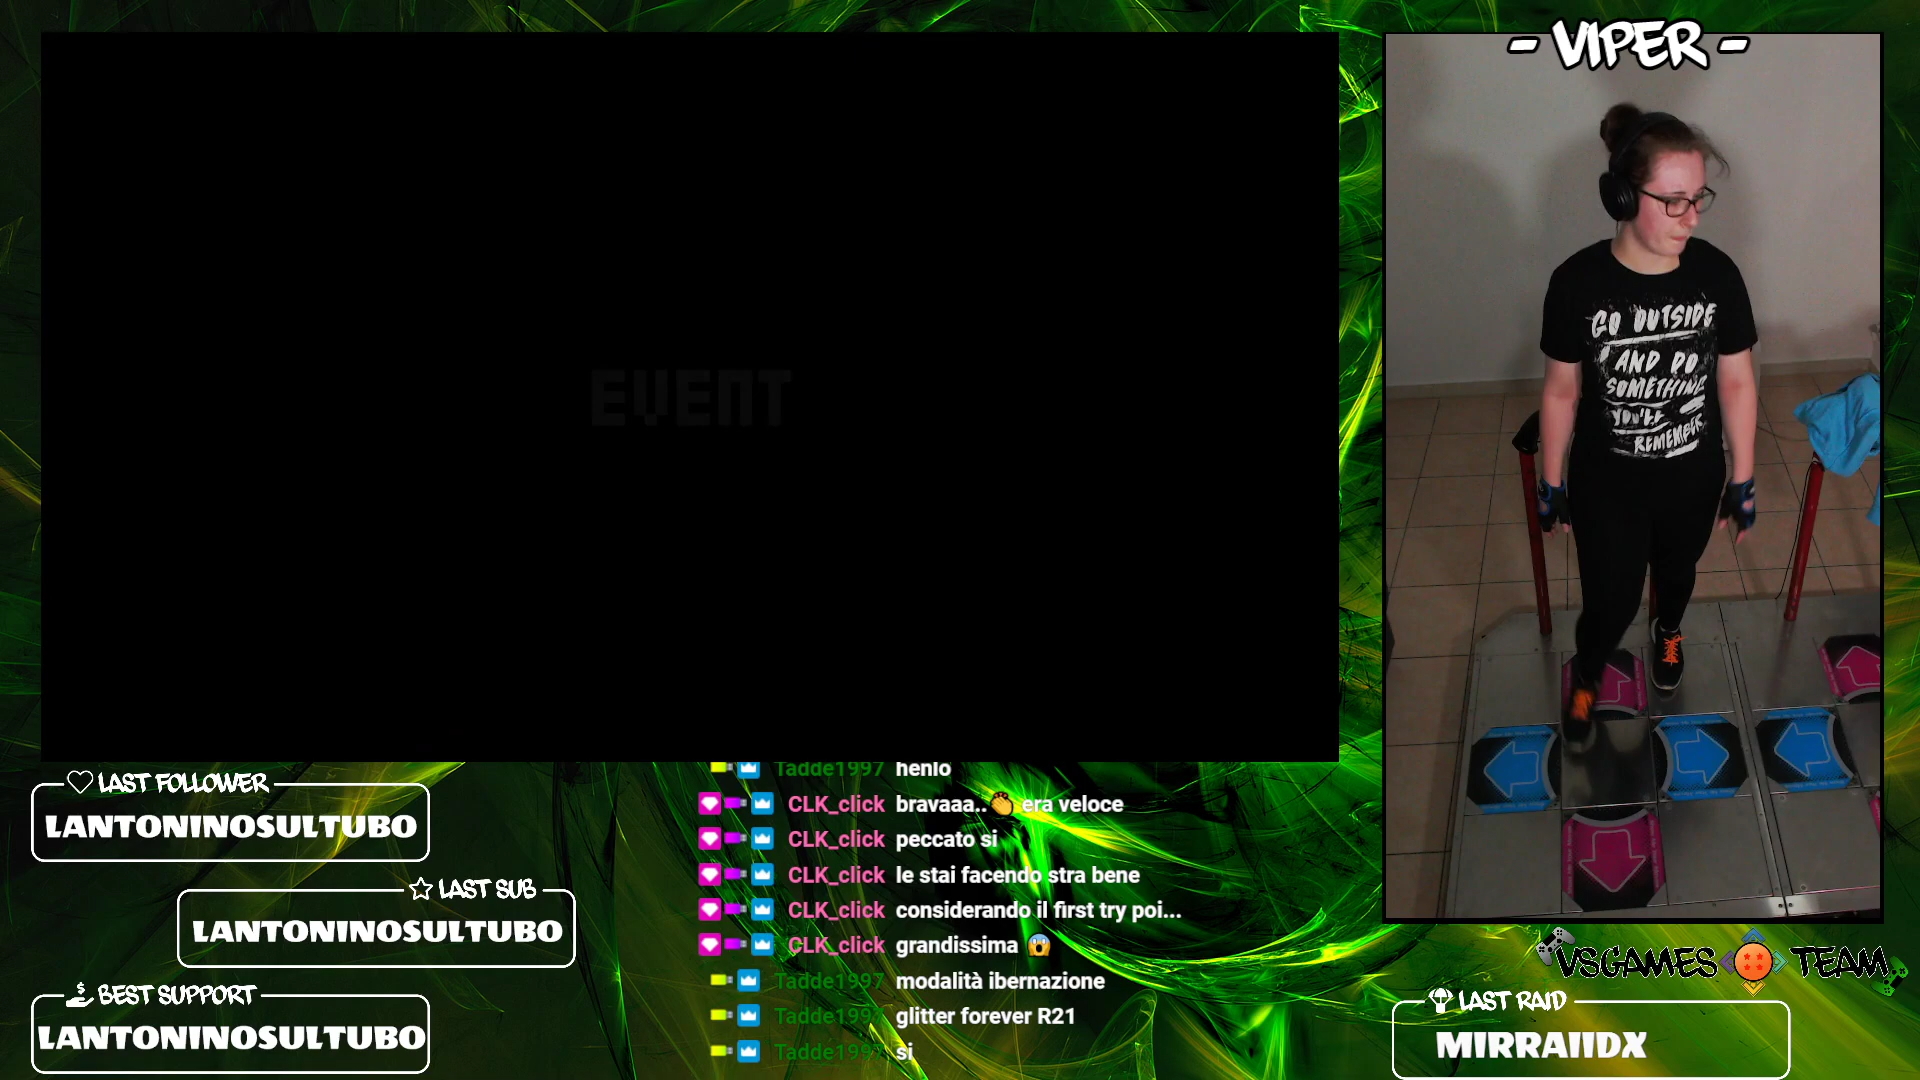 - VIPER -
EVENT
GO OUTSIDE
AND DO
SOMETHING
YOU'LL
REMEMBER
LAST FOLLOWER
LANTONINOSULTUBO
LAST SUB
LANTONINOSULTUBO
BEST SUPPORT
LANTONINOSULTUBO
Tadde1997 henlo
CLK_click bravaaa..👏 era veloce
CLK_click peccato si
CLK_click le stai facendo stra bene
CLK_click considerando il first try poi...
CLK_click grandissima 😱
Tadde1997 modalità ibernazione
Tadde1997 glitter forever R21
Tadde1997 si
VSGAMES TEAM
LAST RAID
MIRRAIIDX